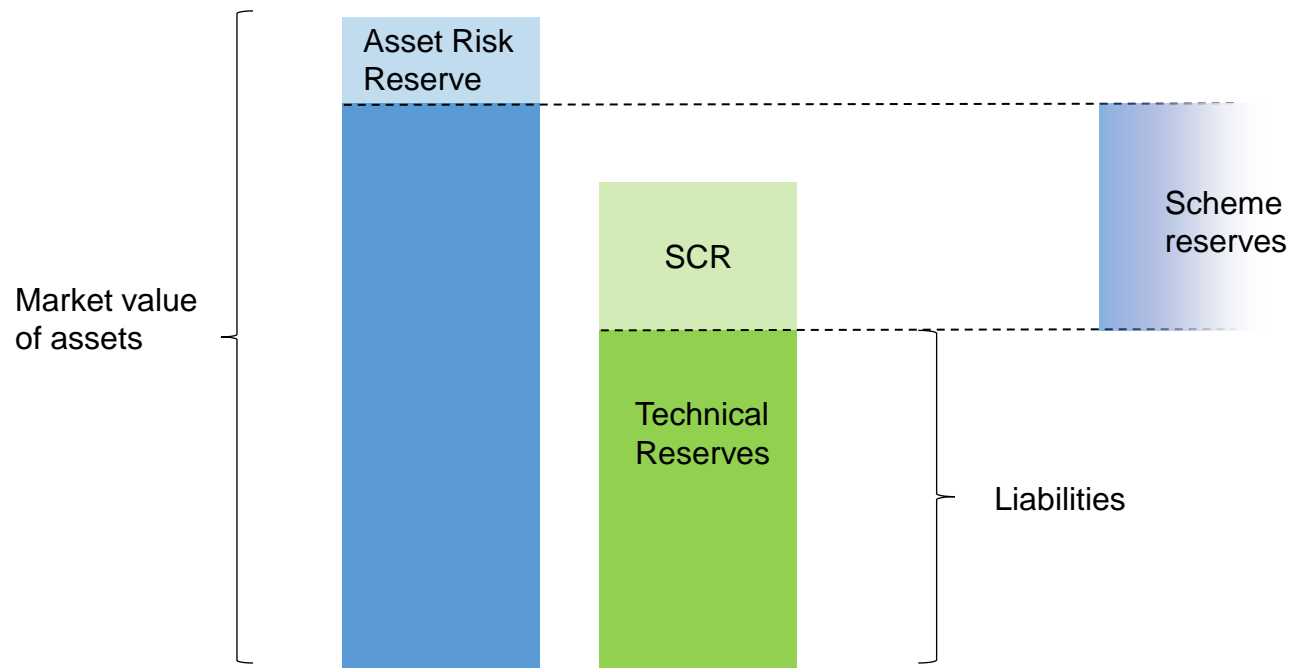 Asset Risk
Reserve
Scheme
reserves
SCR
Market value
of assets
Technical
Reserves
Liabilities